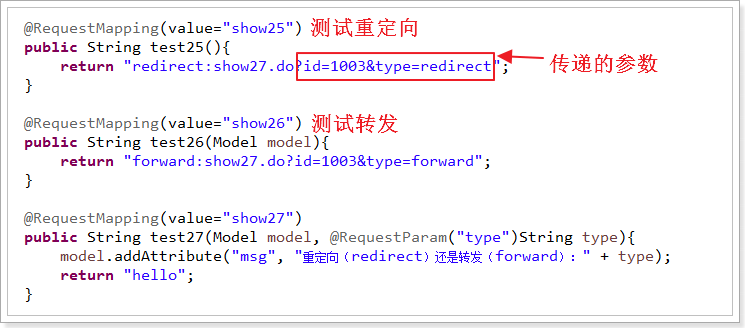 @RequestMapping(value="show25") 测试重定向
public String test25(){
return "redirect:show27.do?id=1003&type=redirect"; 传递的参数
}
@RequestMapping(value="show26") 测试转发
public String test26(Model model){
return "forward:show27.do?id=1003&type=forward";
}
@RequestMapping(value="show27")
public String test27(Model model, @RequestParam("type")String type){
model.addAttribute("msg", "重定向（redirect）还是转发（forward）：" + type);
return "hello";
}